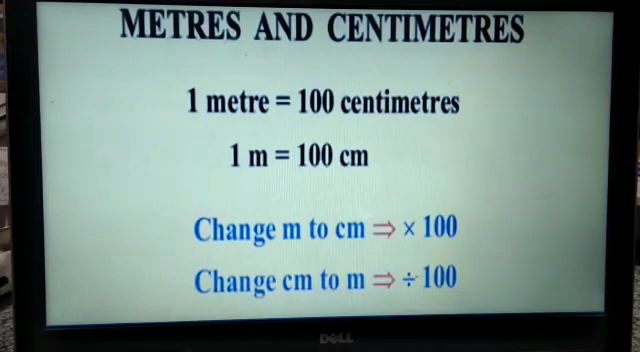 METRES AND CENTIMETRES
1 metre = 100 centimetres
1 m = 100 cm
Change m to cm ⇒ × 100
Change cm to m ⇒ ÷ 100
DELL